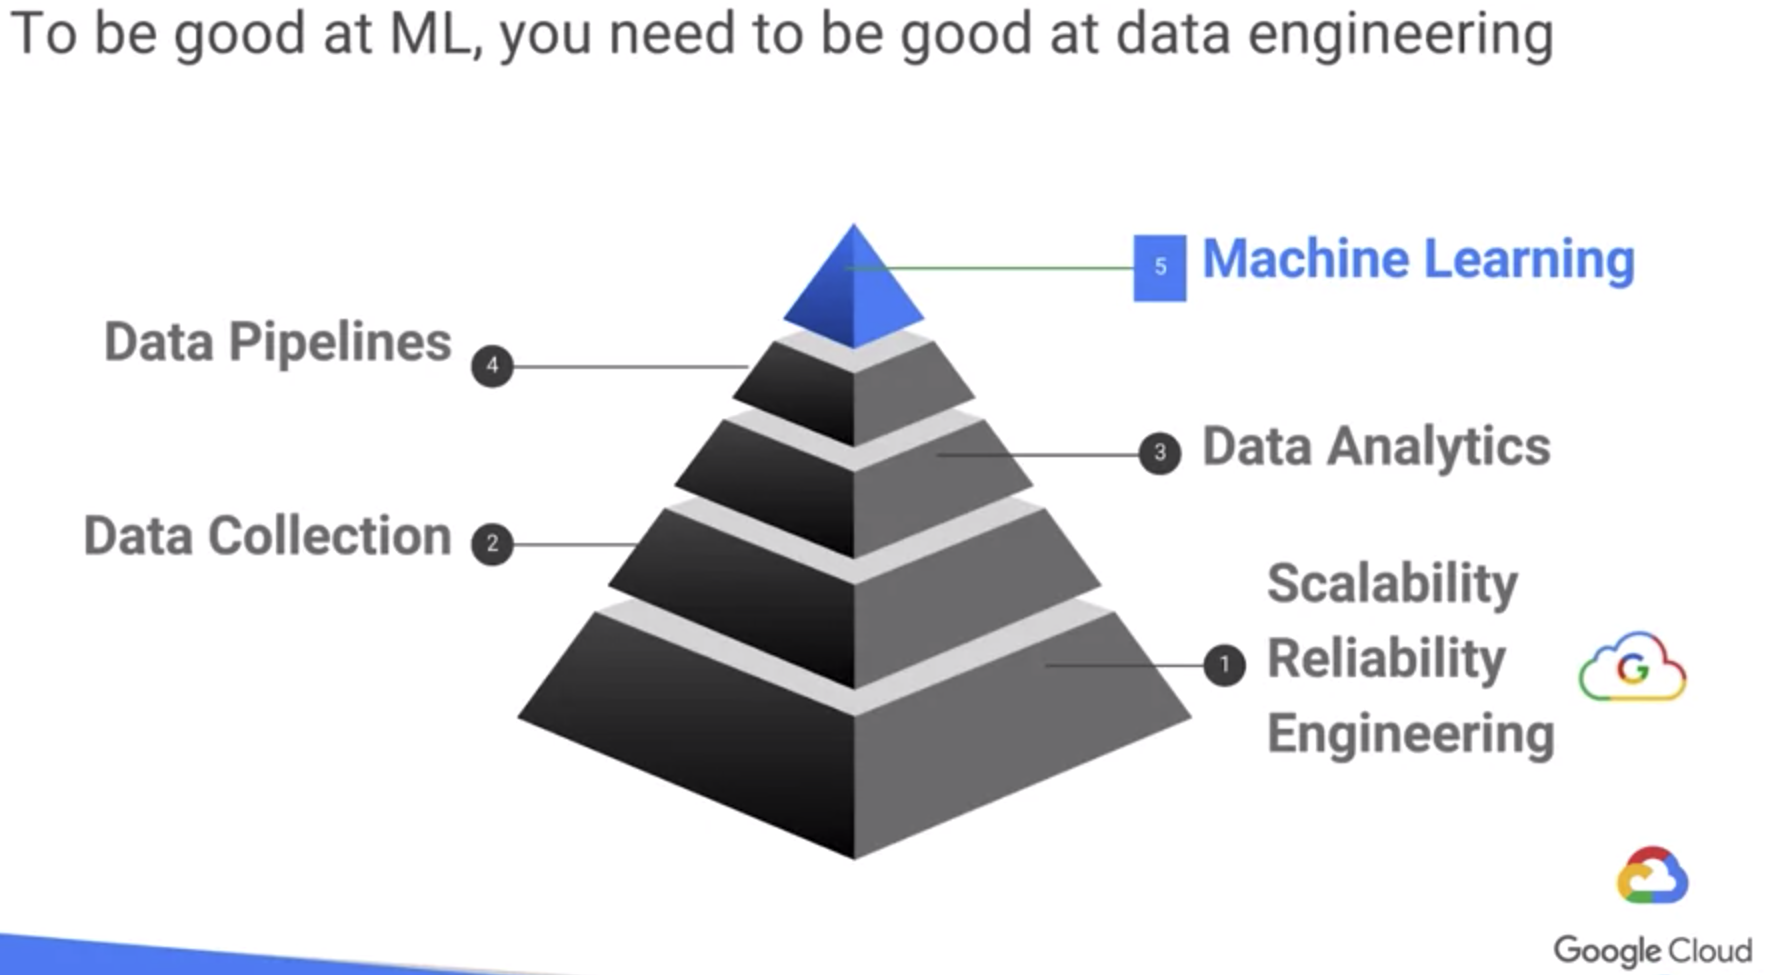 To be good at ML, you need to be good at data engineering
5 Machine Learning
Data Pipelines 4
3 Data Analytics
Data Collection 2
Scalability
1 Reliability
Engineering
G
Google Cloud